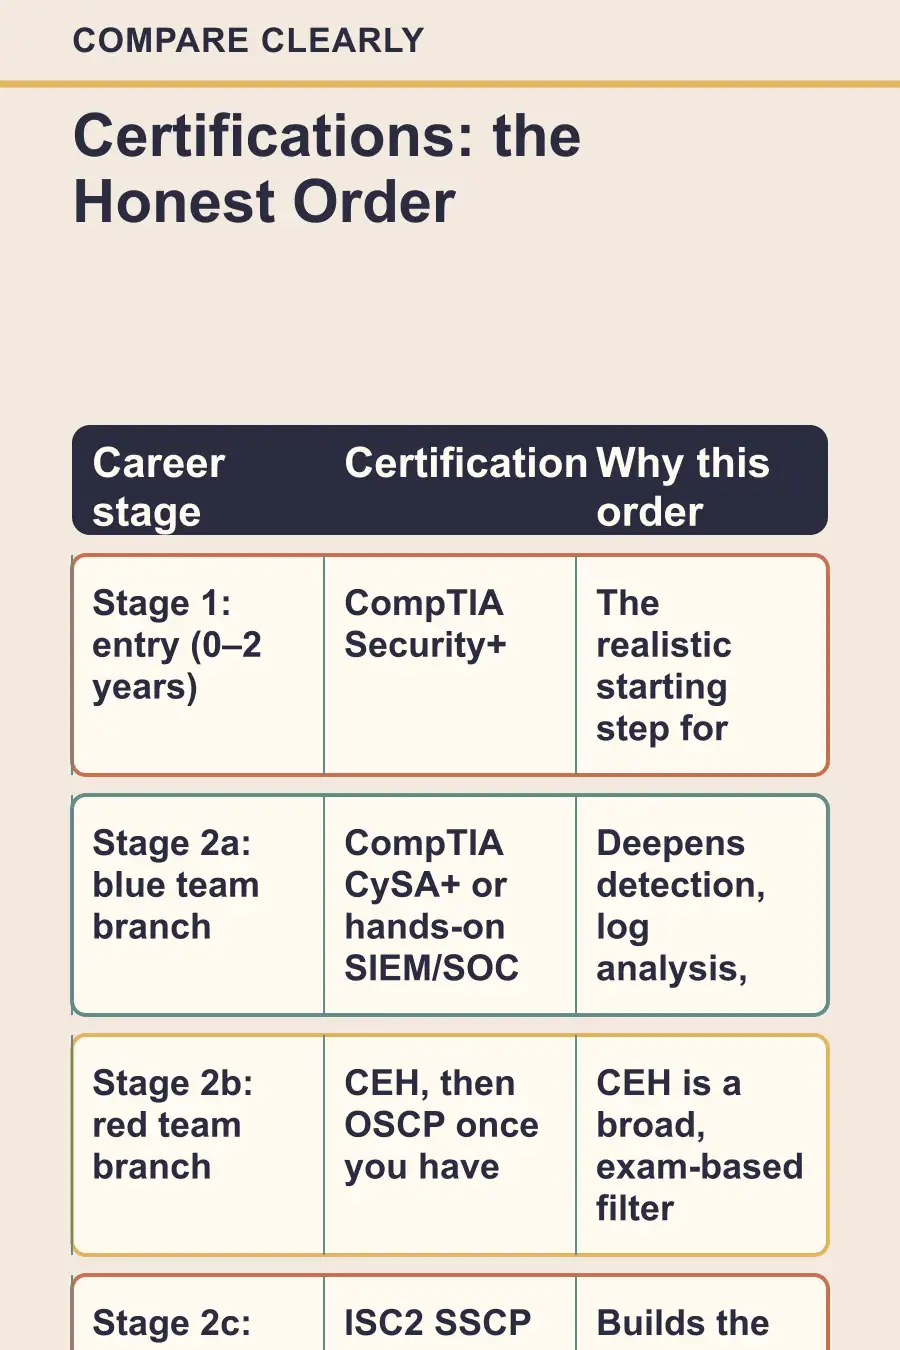 COMPARE CLEARLY
Certifications: the
Honest Order
Career
stage
Certification
Why this
order
Stage 1:
entry (0–2
years)
CompTIA
Security+
The
realistic
starting
step for
Stage 2a:
blue team
branch
CompTIA
CySA+ or
hands-on
SIEM/SOC
Deepens
detection,
log
analysis,
Stage 2b:
red team
branch
CEH, then
OSCP once
you have
CEH is a
broad,
exam-based
filter
Stage 2c:
ISC2 SSCP
Builds the